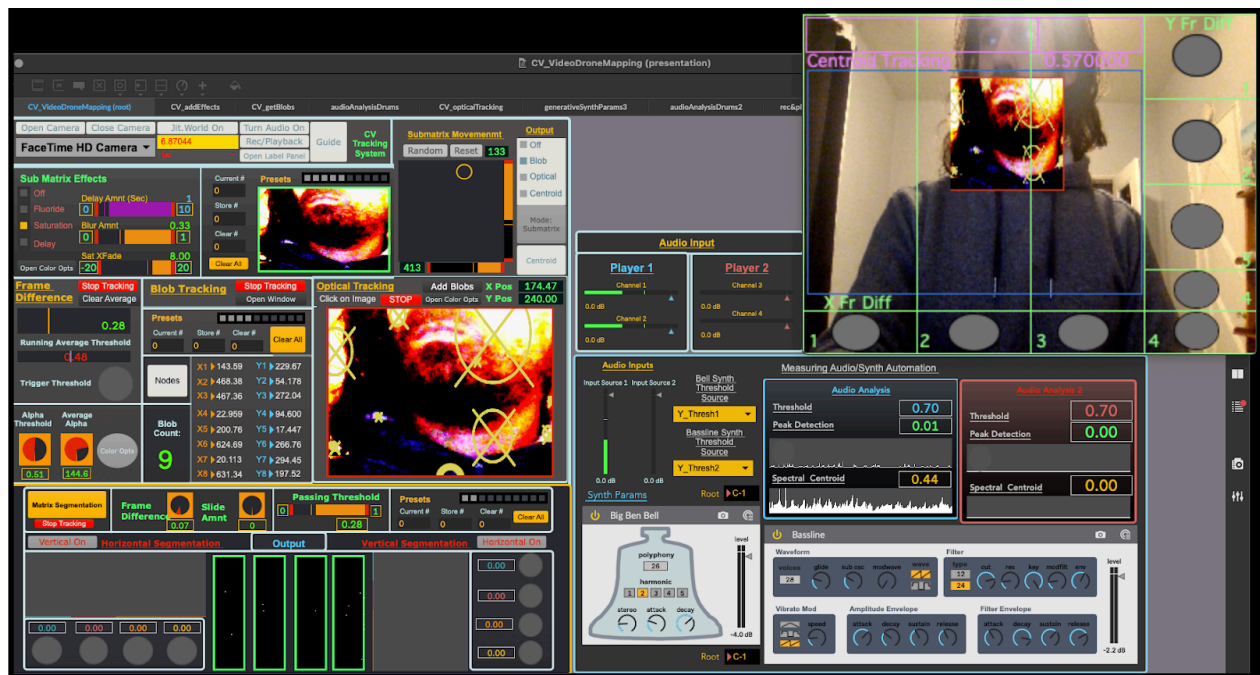 CV_VideoDroneMapping (presentation)
CV_VideoDroneMapping (root)
CV_addEffects
CV_getBlobs
audioAnalysisDrums
CV_opticalTracking
generativeSynthParams3
audioAnalysisDrums2
rec&pl
Open Camera
Close Camera
Jit.World On
Turn Audio On
FaceTime HD Camera
6.87044
Rec/Playback
Open Label Panel
Guide
CV
Tracking
System
Submatrix Movemenmt
Random
Reset
133
413
Output
Off
Blob
Optical
Centroid
Mode:
Submatrix
Centroid
Sub Matrix Effects
Off
Fluoride
Saturation
Delay
Open Color Opts
Delay Amnt (Sec)
1
0
10
Blur Amnt
0.33
0
1
Sat XFade
8.00
-20
20
Current #
0
Store #
0
Clear #
0
Clear All
Presets
Frame
Difference
Stop Tracking
Clear Average
0.28
Running Average Threshold
0.48
Trigger Threshold
Alpha
Threshold
0.51
Average
Alpha
144.6
Color Opts
Blob Tracking
Stop Tracking
Open Window
Presets
Current #
Store #
Clear #
0
0
0
Clear All
Nodes
Blob
Count:
9
X1 143.59 Y1 229.67
X2 468.38 Y2 54.178
X3 467.36 Y3 272.04
X4 22.959 Y4 94.600
X5 200.76 Y5 17.447
X6 624.69 Y6 266.76
X7 20.113 Y7 294.45
X8 631.34 Y8 197.52
Optical Tracking
Add Blobs
X Pos
174.47
Click on Image
STOP
Open Color Opts
Y Pos
240.00
Matrix Segmentation
Stop Tracking
Frame
Difference
0.07
Slide
Amnt
0
Passing Threshold
0
1
0.28
Presets
Current #
Store #
Clear #
0
0
0
Clear All
Vertical On
Horizontal Segmentation
Output
Vertical Segmentation
Horizontal On
0.00
0.00
0.00
0.00
0.00
0.00
0.00
0.00
Audio Input
Player 1
Channel 1
0.0 dB
Channel 2
0.0 dB
Player 2
Channel 3
0.0 dB
Channel 4
0.0 dB
Audio Inputs
Input Source 1
Input Source 2
0.0 dB
0.0 dB
Synth Params
Bell Synth
Threshold
Source
Y_Thresh1
Bassline Synth
Threshold
Source
Y_Thresh2
Root
C-1
Measuring Audio/Synth Automation
Audio Analysis
Threshold
0.70
Peak Detection
0.01
Spectral Centroid
0.44
Audio Analysis 2
Threshold
0.70
Peak Detection
0.00
Spectral Centroid
0.00
Big Ben Bell
polyphony
26
harmonic
1 2 3 4 5
stereo attack decay
level
-4.0 dB
Root
C-1
Bassline
Waveform
voices
28
glide
sub osc
modwave
wave
Filter
type
12
24
cut
res
key
modfilt
env
level
-2.2 dB
Vibrato Mod
speed
Amplitude Envelope
attack decay sustain release
Filter Envelope
attack decay sustain release
Y Fr Diff
Centroid Tracking
0.570000
1
2
3
4
X Fr Diff
1
2
3
4